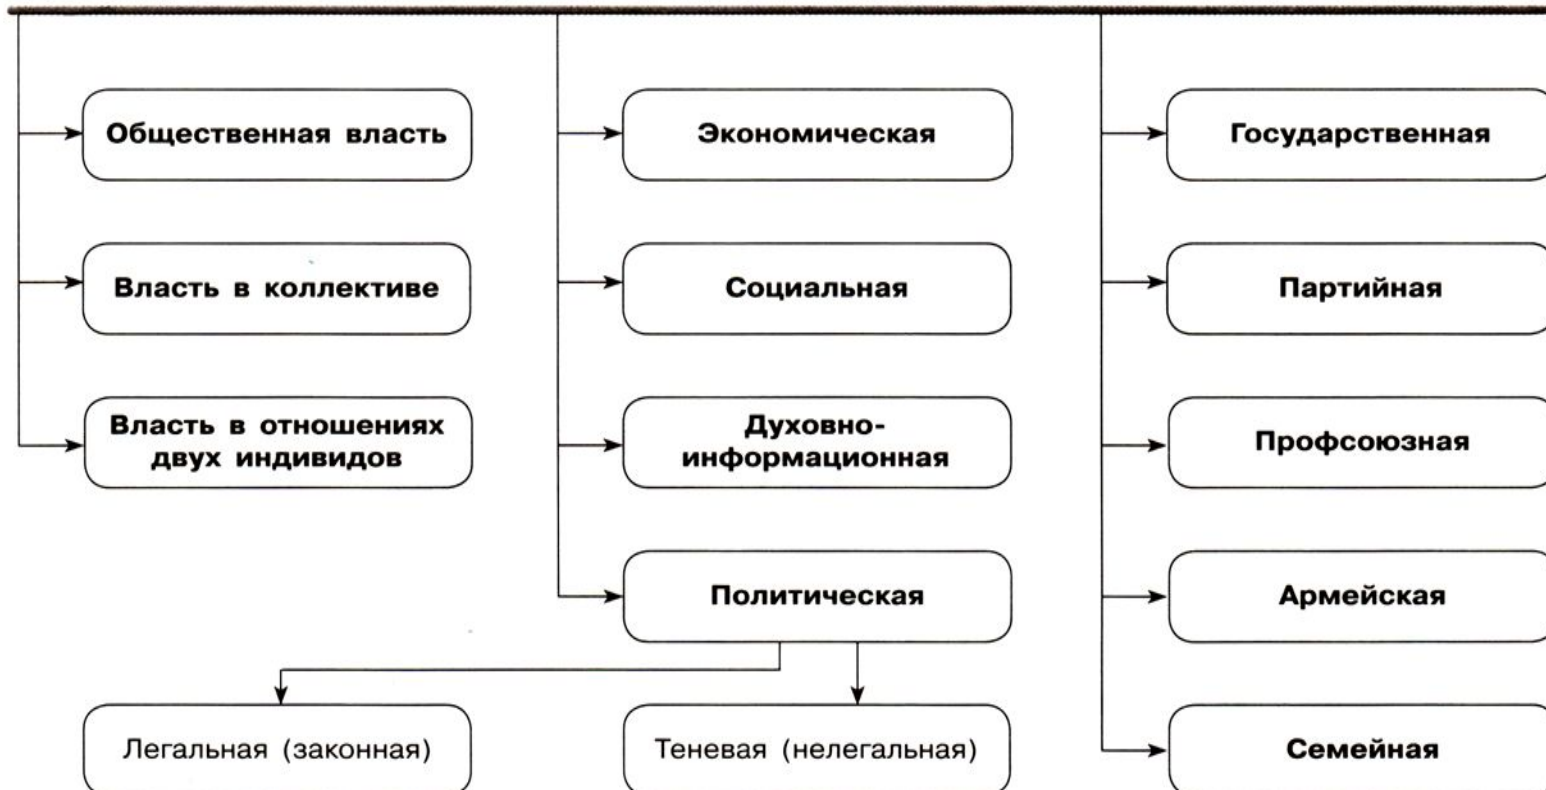 Общественная власть
Власть в коллективе
Власть в отношениях
двух индивидов
Экономическая
Социальная
Духовно-
информационная
Политическая
Легальная (законная)
Теневая (нелегальная)
Государственная
Партийная
Профсоюзная
Армейская
Семейная